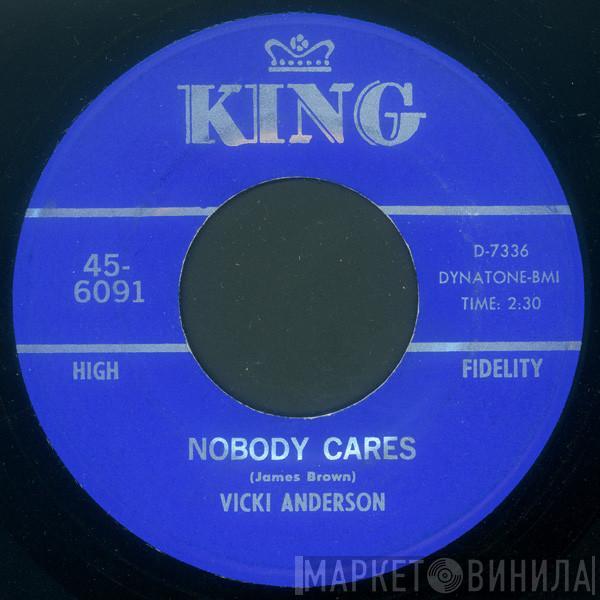 KING
45-
6091
D-7336
DYNATONE-BMI
TIME: 2:30
HIGH
FIDELITY
NOBODY CARES
(James Brown)
VICKI ANDERSON
МАРКЕТ ВИНИЛА